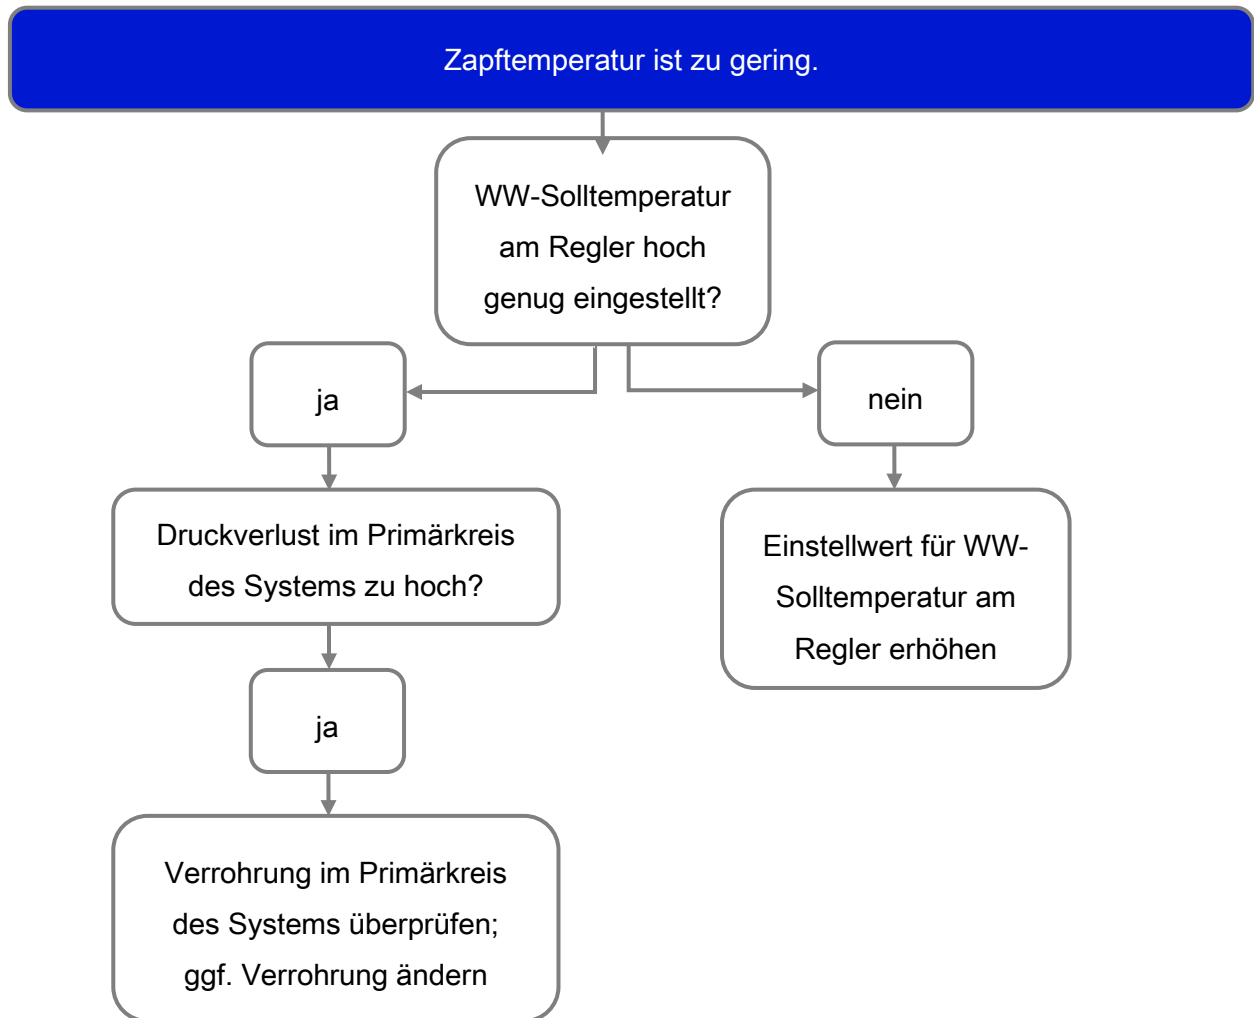 Zapftemperatur ist zu gering.
WW-Solltemperatur
am Regler hoch
genug eingestellt?
ja
nein
Druckverlust im Primärkreis
des Systems zu hoch?
Einstellwert für WW-
Solltemperatur am
Regler erhöhen
ja
Verrohrung im Primärkreis
des Systems überprüfen;
ggf. Verrohrung ändern